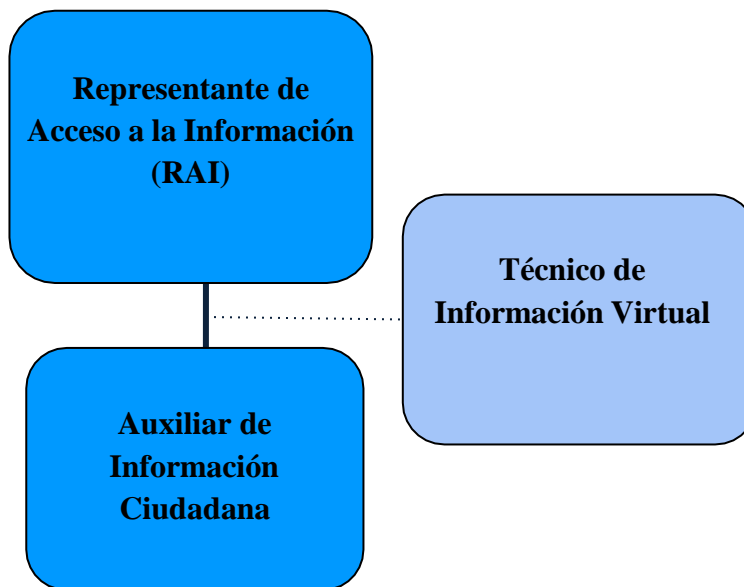 Representante de
Acceso a la Información
(RAI)
Técnico de
Información Virtual
Auxiliar de
Información
Ciudadana